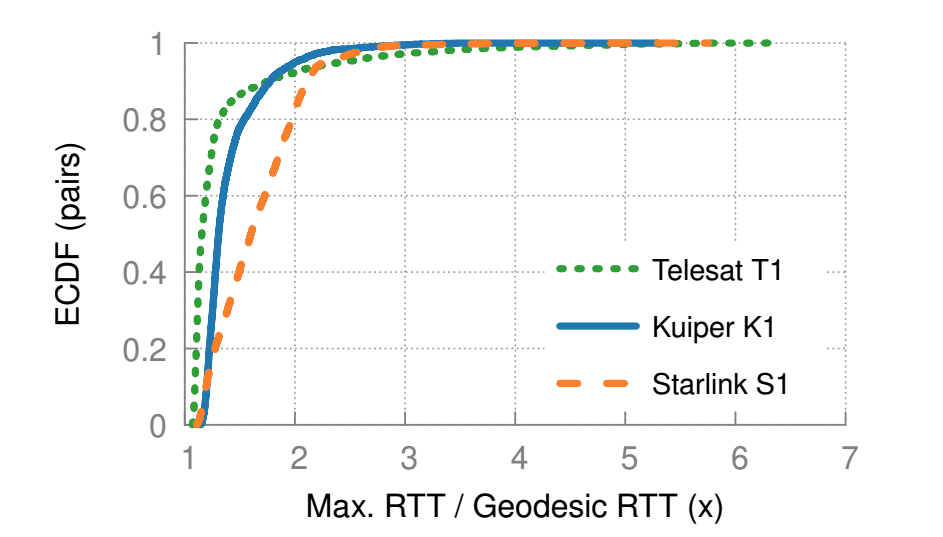 1
0.8
0.6
0.4
0.2
0
ECDF (pairs)
Telesat T1
Kuiper K1
Starlink S1
1 2 3 4 5 6 7
Max. RTT / Geodesic RTT (x)